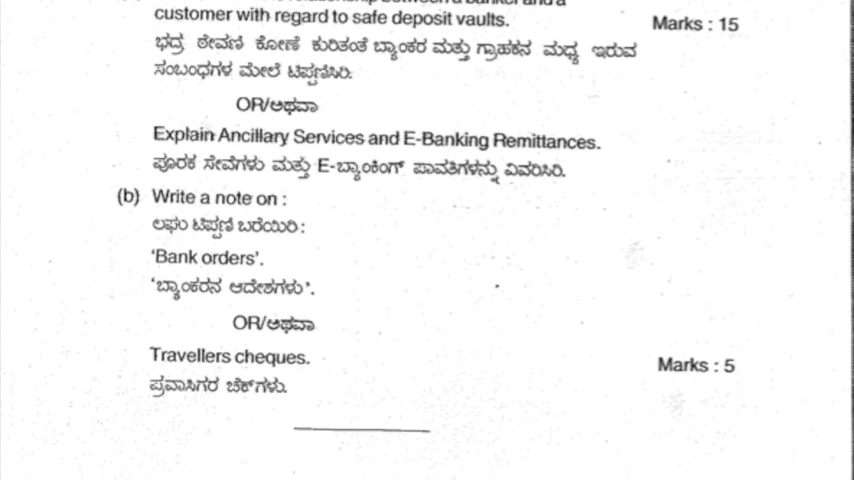 customer with regard to safe deposit vaults. Marks : 15
ಭದ್ರ ಠೇವಣಿ ಕೋಣೆ ಕುರಿತಂತೆ ಬ್ಯಾಂಕರ ಮತ್ತು ಗ್ರಾಹಕನ ಮಧ್ಯ ಇರುವ
ಸಂಬಂಧಗಳ ಮೇಲೆ ಟಿಪ್ಪಣಿಸಿರಿ.
OR/ಅಥವಾ
Explain Ancillary Services and E-Banking Remittances.
ಪೂರಕ ಸೇವೆಗಳು ಮತ್ತು E-ಬ್ಯಾಂಕಿಂಗ್ ಪಾವತಿಗಳನ್ನು ವಿವರಿಸಿರಿ.
(b) Write a note on :
ಲಘು ಟಿಪ್ಪಣಿ ಬರೆಯಿರಿ :
'Bank orders'.
'ಬ್ಯಾಂಕರನ ಆದೇಶಗಳು'.
OR/ಅಥವಾ
Travellers cheques. Marks : 5
ಪ್ರವಾಸಿಗರ ಚೆಕ್‌ಗಳು.